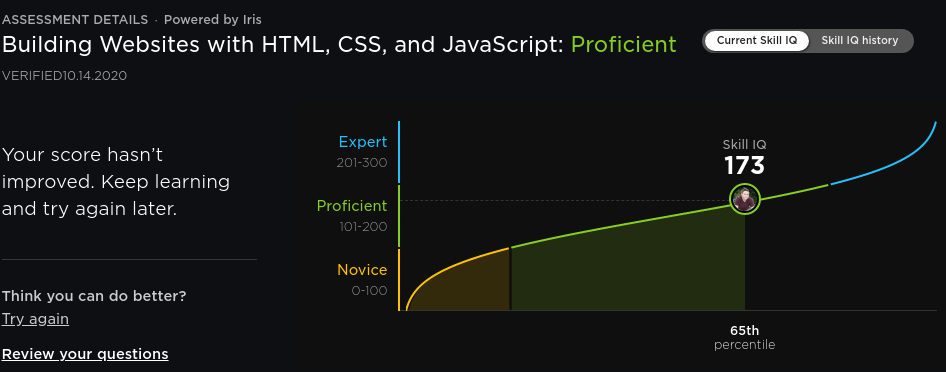 ASSESSMENT DETAILS · Powered by Iris
Building Websites with HTML, CSS, and JavaScript: Proficient
Current Skill IQ
Skill IQ history
VERIFIED10.14.2020
Your score hasn’t
improved. Keep learning
and try again later.
Think you can do better?
Try again
Review your questions
Expert
201-300
Proficient
101-200
Novice
0-100
Skill IQ
173
65th
percentile